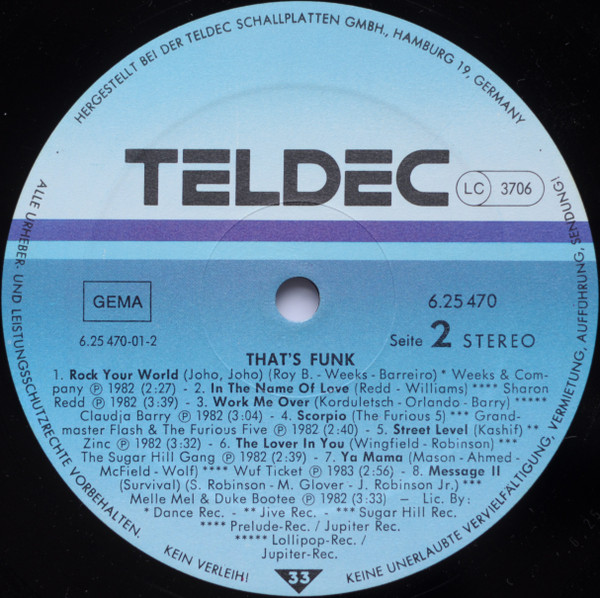 HERGESTELLT BEI DER TELDEC SCHALLPLATTEN GMBH., HAMBURG 19, GERMANY
TELDEC
LC 3706
GEMA
6.25 470
6.25 470-01-2
Seite 2 STEREO
THAT'S FUNK
1. Rock Your World (Joho, Joho) (Roy B. - Weeks - Barreiro) * Weeks & Com-
pany ℗ 1982 (2:27) - 2. In The Name Of Love (Redd - Williams) **** Sharon
Redd ℗ 1982 (3:39) - 3. Work Me Over (Korduletsch - Orlando - Barry) *****
Claudja Barry ℗ 1982 (3:04) - 4. Scorpio (The Furious 5) *** Grand-
master Flash & The Furious Five ℗ 1982 (2:40) - 5. Street Level (Kashif) **
Zinc ℗ 1982 (3:32) - 6. The Lover In You (Wingfield - Robinson) ***
The Sugar Hill Gang ℗ 1982 (2:39) - 7. Ya Mama (Mason - Ahmed -
McField - Wolf) **** Wuf Ticket ℗ 1983 (2:56) - 8. Message II
(Survival) (S. Robinson - M. Glover - J. Robinson Jr.) ***
Melle Mel & Duke Bootee ℗ 1982 (3:33) — Lic. By:
* Dance Rec. - ** Jive Rec. - *** Sugar Hill Rec.
**** Prelude-Rec. / Jupiter Rec.
***** Lollipop-Rec. /
Jupiter-Rec.
33
ALLE URHEBER- UND LEISTUNGSSCHUTZRECHTE VORBEHALTEN.
KEIN VERLEIH!
KEINE UNERLAUBTE VERVIELFÄLTIGUNG, VERMIETUNG, AUFFÜHRUNG, SENDUNG!